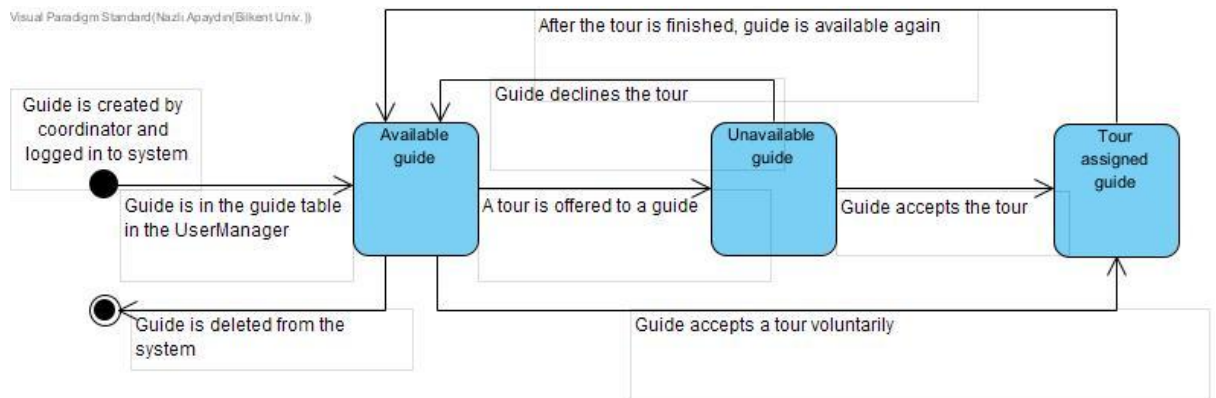 Visual Paradigm Standard(Nazlı Apaydın(Bilkent Univ.))
After the tour is finished, guide is available again
Guide declines the tour
Guide is created by
coordinator and
logged in to system
Available
guide
Unavailable
guide
Tour
assigned
guide
Guide is in the guide table
in the UserManager
A tour is offered to a guide
Guide accepts the tour
Guide is deleted from the
system
Guide accepts a tour voluntarily